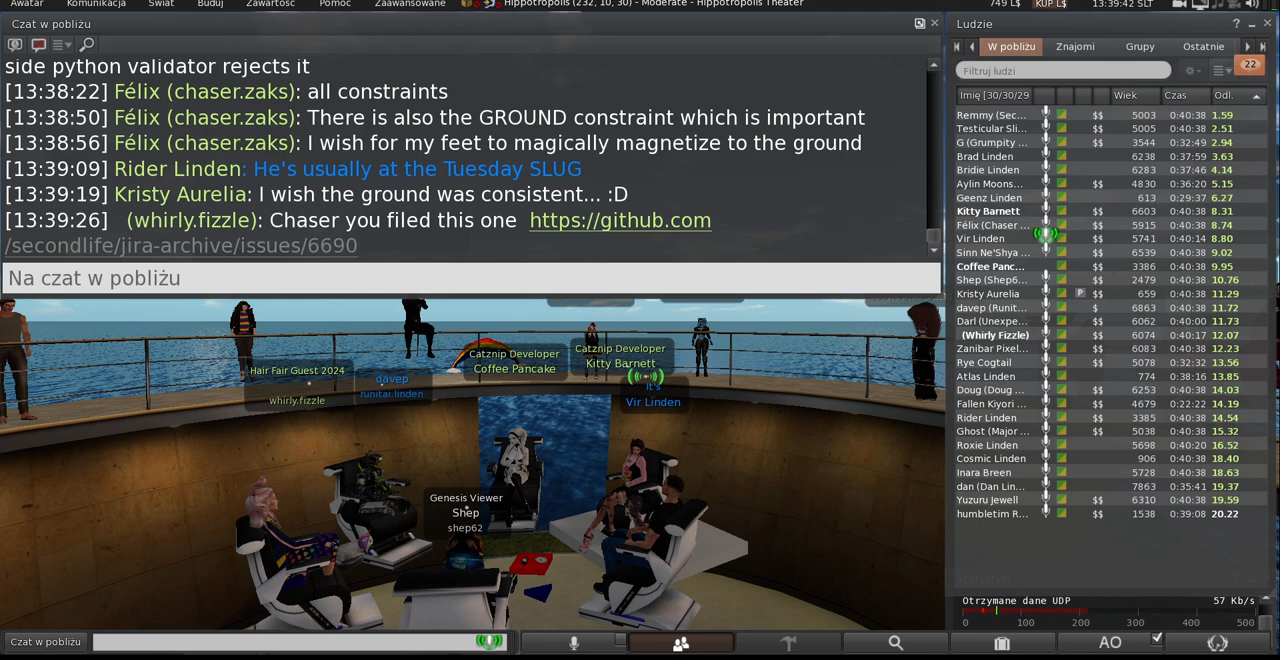 Awatar Komunikacja Świat Buduj Zawartość Pomoc Zaawansowane Hippotropolis (232, 10, 30) - Moderate - Hippotropolis Theater 749 L$ KUP L$ 13:39:42 SLT
Czat w pobliżu
side python validator rejects it
[13:38:22] Félix (chaser.zaks): all constraints
[13:38:50] Félix (chaser.zaks): There is also the GROUND constraint which is important
[13:38:56] Félix (chaser.zaks): I wish for my feet to magically magnetize to the ground
[13:39:09] Rider Linden: He's usually at the Tuesday SLUG
[13:39:19] Kristy Aurelia: I wish the ground was consistent... :D
[13:39:26] (whirly.fizzle): Chaser you filed this one https://github.com
/secondlife/jira-archive/issues/6690
Na czat w pobliżu
Hair Fair Guest 2024
whirly.fizzle
davep
runitai.linden
Catznip Developer
Coffee Pancake
Catznip Developer
Kitty Barnett
It's
Vir Linden
Genesis Viewer
Shep
shep62
Czat w pobliżu
Ludzie ?
W pobliżu Znajomi Grupy Ostatnie
Filtruj ludzi 22
Imię [30/30/29 Wiek Czas Odl.
Remmy (Sec... $$ 5003 0:40:38 1.59
Testicular Sli... $$ 5005 0:40:38 2.51
G (Grumpity ... $$ 3544 0:32:49 2.94
Brad Linden 6238 0:37:59 3.63
Bridie Linden 6283 0:37:46 4.14
Aylin Moons... $$ 4830 0:36:20 5.15
Geenz Linden 613 0:29:37 6.27
Kitty Barnett $$ 6603 0:40:38 8.31
Félix (Chaser ... $$ 5915 0:40:38 8.74
Vir Linden $$ 5741 0:40:14 8.80
Sinn Ne'Shya ... $$ 6539 0:40:38 9.02
Coffee Panc... $$ 3386 0:40:38 9.95
Shep (Shep6... $$ 2479 0:40:38 10.76
Kristy Aurelia P $$ 659 0:40:38 11.29
davep (Runit... $ 6863 0:40:38 11.72
Darl (Unexpe... $$ 6062 0:40:00 11.73
(Whirly Fizzle) $$ 6074 0:40:17 12.07
Zanibar Pixel... $$ 6083 0:40:38 12.23
Rye Cogtail $$ 5078 0:32:32 13.56
Atlas Linden 774 0:38:16 13.85
Doug (Doug ... $$ 6253 0:40:38 14.03
Fallen Kiyori ... $$ 4679 0:22:22 14.19
Rider Linden $$ 3385 0:40:38 14.54
Ghost (Major ... $$ 5038 0:40:38 15.32
Roxie Linden 5698 0:40:20 16.52
Cosmic Linden 906 0:40:38 18.40
Inara Breen 5728 0:40:38 18.63
dan (Dan Lin... 7863 0:35:41 19.37
Yuzuru Jewell $$ 6310 0:40:38 19.59
humbletim R... $$ 1538 0:39:08 20.22
Otrzymane dane UDP 57 Kb/s
0 100 200 300 400 500
AO